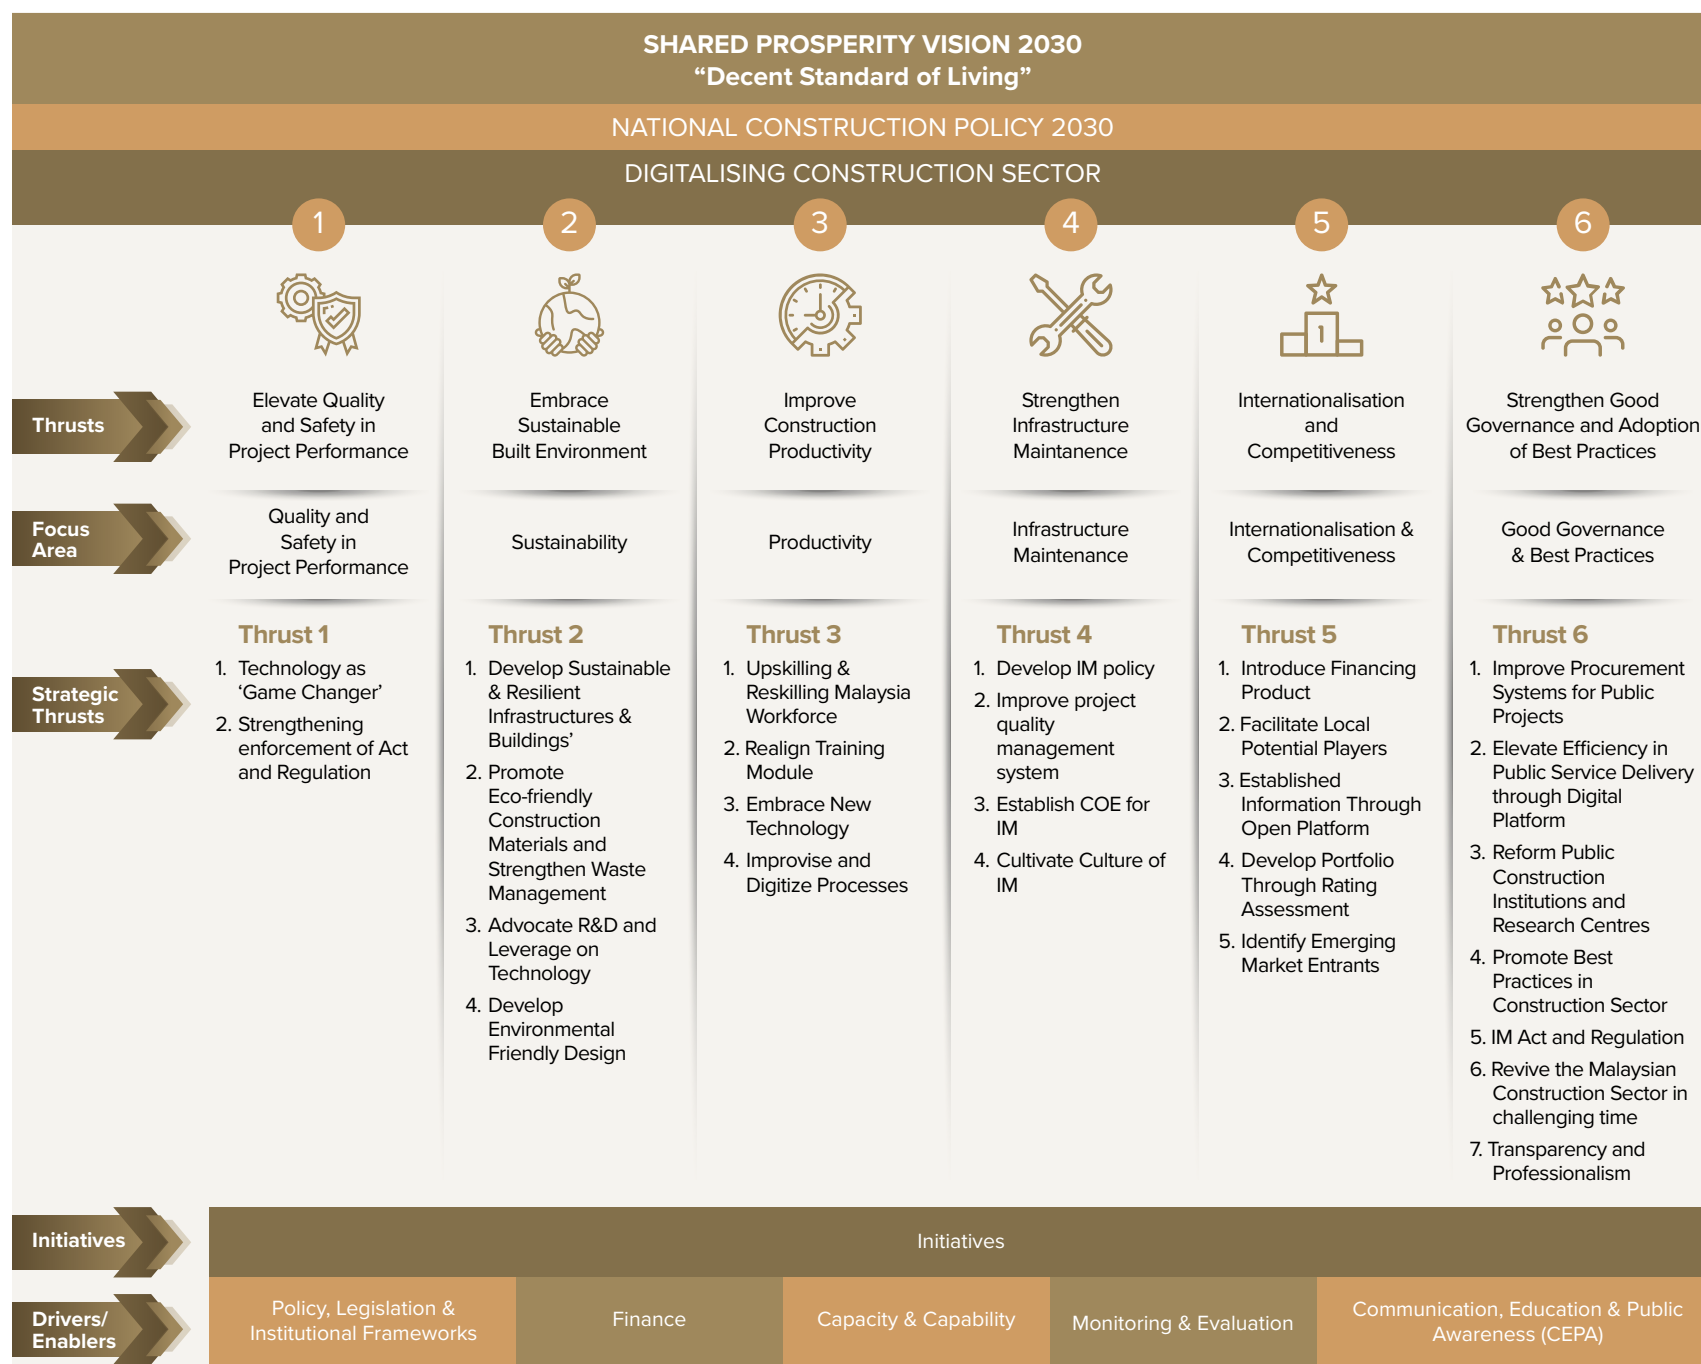 SHARED PROSPERITY VISION 2030
“Decent Standard of Living”
NATIONAL CONSTRUCTION POLICY 2030
DIGITALISING CONSTRUCTION SECTOR
1
2
3
4
5
6
1
Thrusts
Elevate Quality
and Safety in
Project Performance
Embrace
Sustainable
Built Environment
Improve
Construction
Productivity
Strengthen
Infrastructure
Maintanence
Internationalisation
and
Competitiveness
Strengthen Good
Governance and Adoption
of Best Practices
Focus
Area
Quality and
Safety in
Project Performance
Sustainability
Productivity
Infrastructure
Maintenance
Internationalisation &
Competitiveness
Good Governance
& Best Practices
Strategic
Thrusts
Thrust 1
1. Technology as
‘Game Changer’
2. Strengthening
enforcement of Act
and Regulation
Thrust 2
1. Develop Sustainable
& Resilient
Infrastructures &
Buildings’
2. Promote
Eco-friendly
Construction
Materials and
Strengthen Waste
Management
3. Advocate R&D and
Leverage on
Technology
4. Develop
Environmental
Friendly Design
Thrust 3
1. Upskilling &
Reskilling Malaysia
Workforce
2. Realign Training
Module
3. Embrace New
Technology
4. Improvise and
Digitize Processes
Thrust 4
1. Develop IM policy
2. Improve project
quality
management
system
3. Establish COE for
IM
4. Cultivate Culture of
IM
Thrust 5
1. Introduce Financing
Product
2. Facilitate Local
Potential Players
3. Established
Information Through
Open Platform
4. Develop Portfolio
Through Rating
Assessment
5. Identify Emerging
Market Entrants
Thrust 6
1. Improve Procurement
Systems for Public
Projects
2. Elevate Efficiency in
Public Service Delivery
through Digital
Platform
3. Reform Public
Construction
Institutions and
Research Centres
4. Promote Best
Practices in
Construction Sector
5. IM Act and Regulation
6. Revive the Malaysian
Construction Sector in
challenging time
7. Transparency and
Professionalism
Initiatives
Initiatives
Drivers/
Enablers
Policy, Legislation &
Institutional Frameworks
Finance
Capacity & Capability
Monitoring & Evaluation
Communication, Education & Public
Awareness (CEPA)